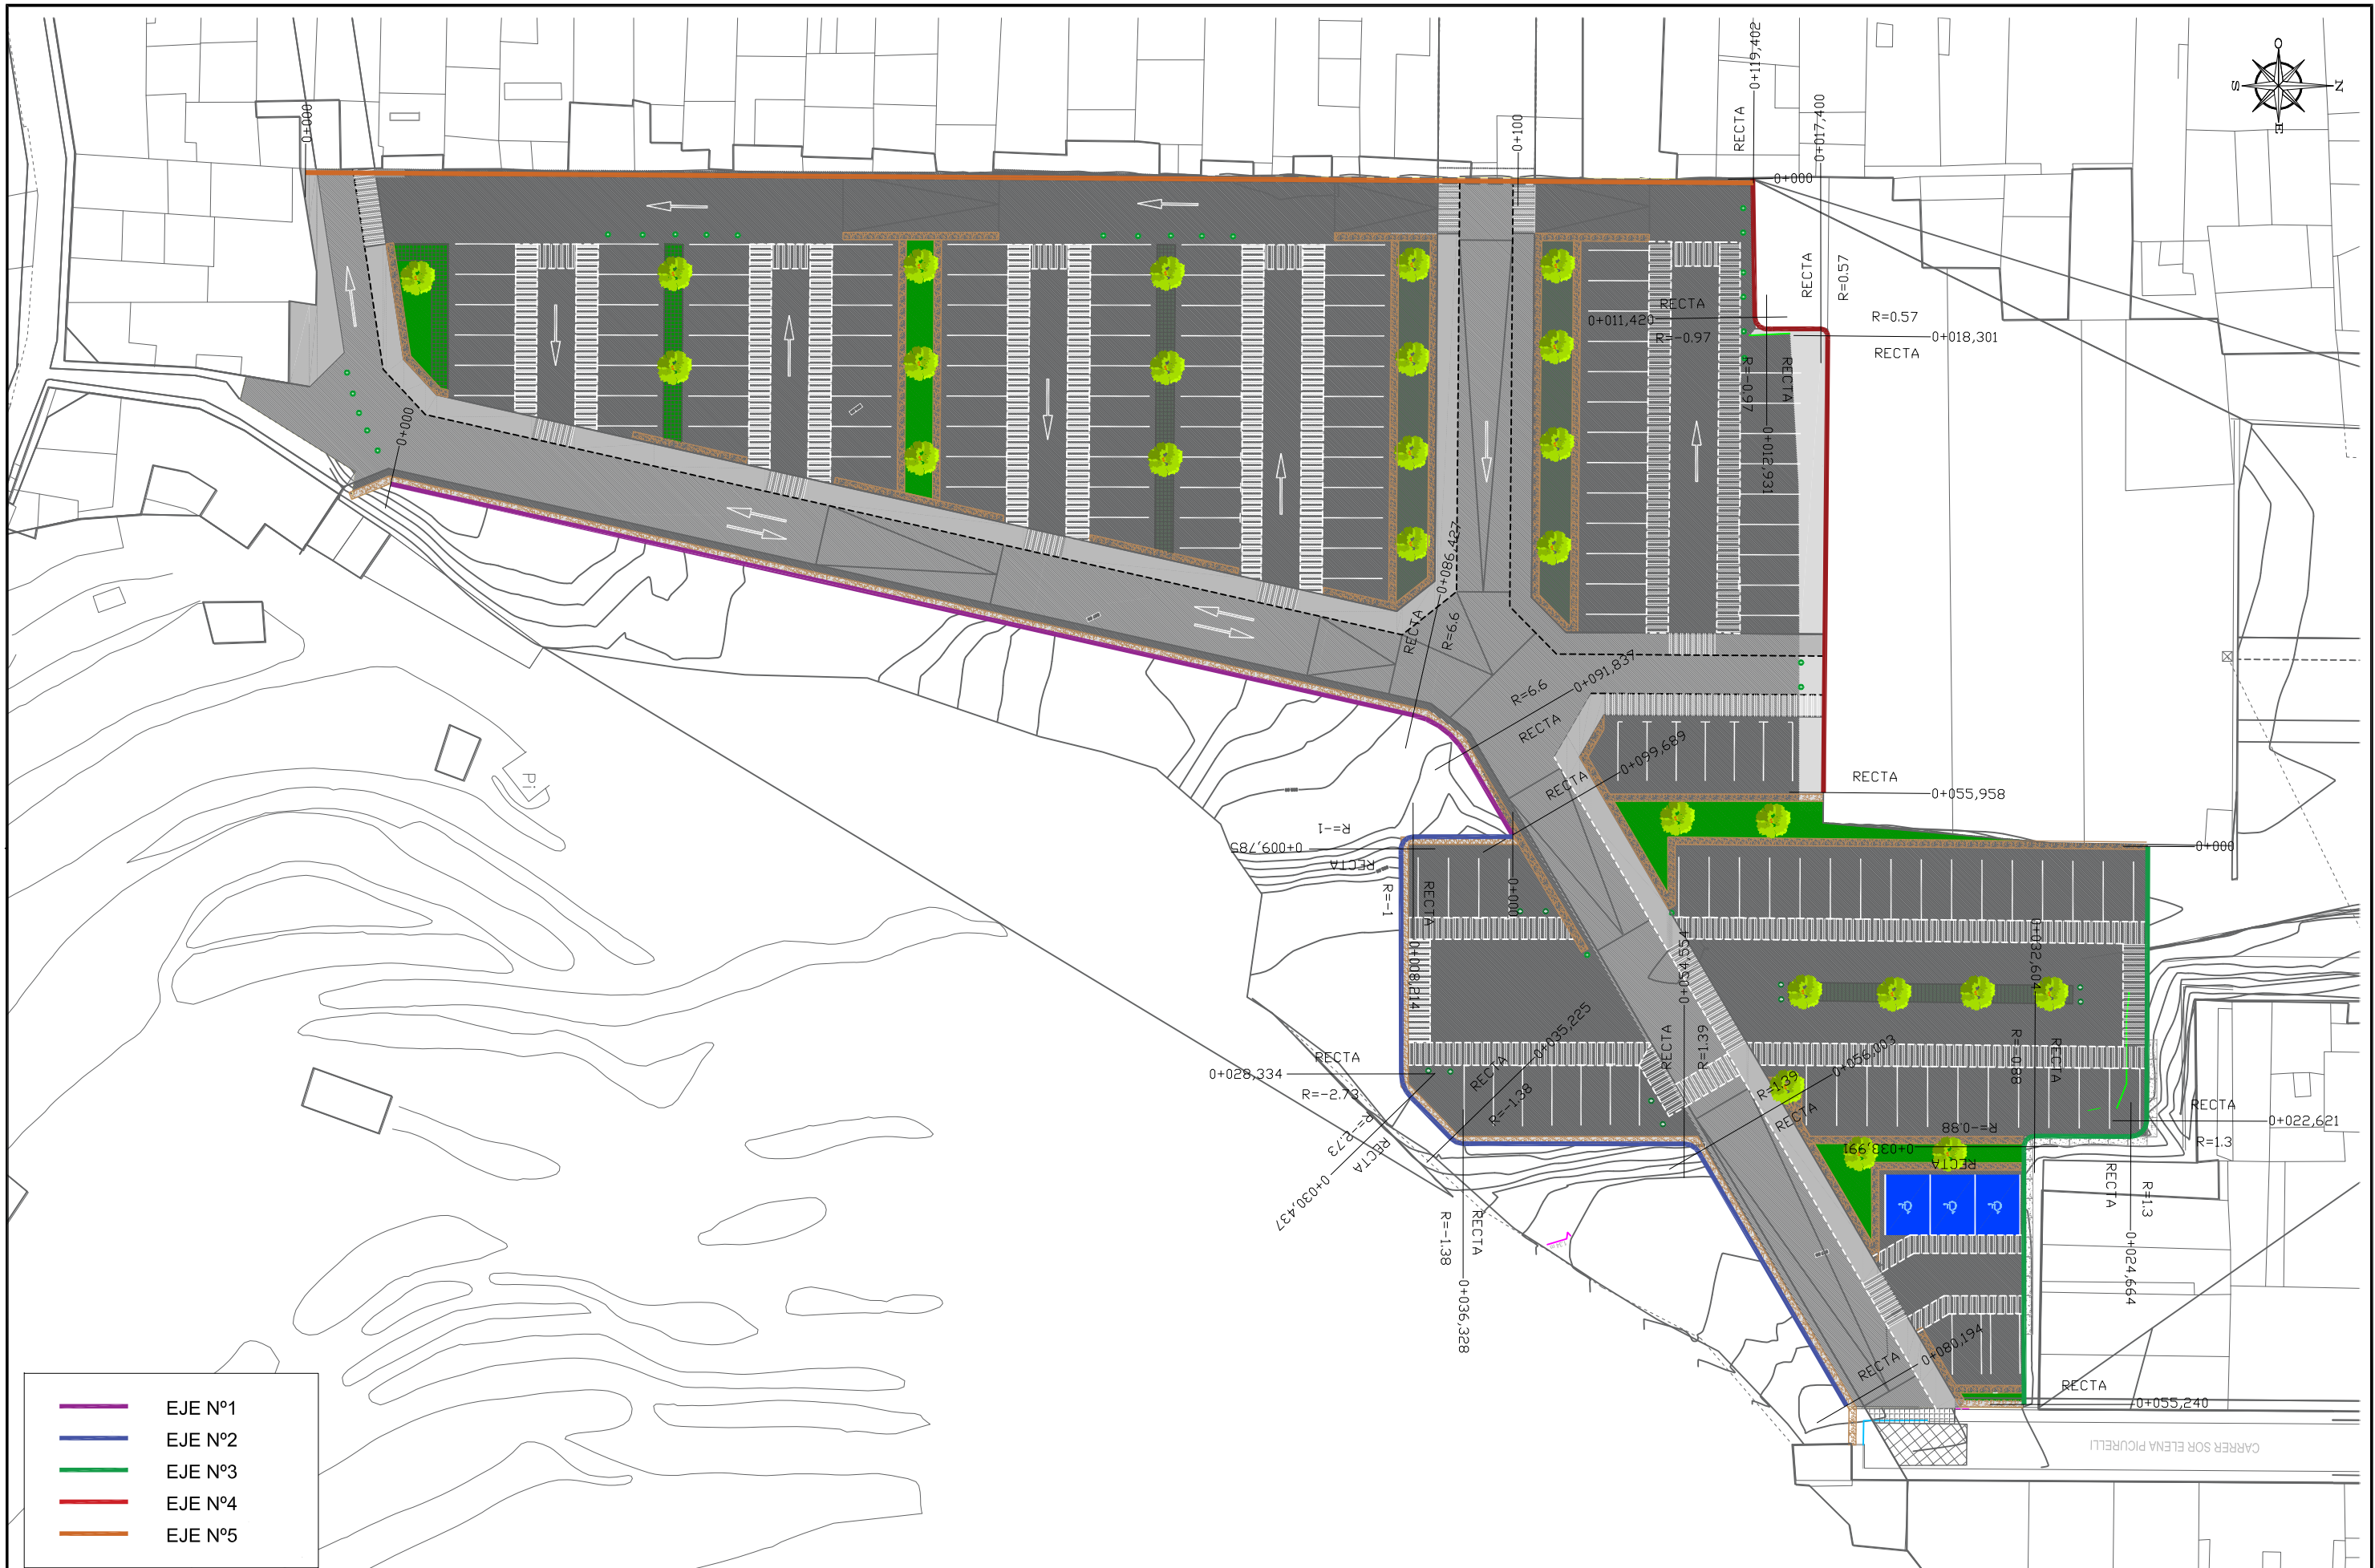 0+000
0+100
RECTA
0+119,402
0+017,400
O
S
N
E
0+000
RECTA
R=0.57
RECTA
0+011,420
R=-0.97
R=0.57
0+018,301
RECTA
R=-0.97
RECTA
0+012,931
0+000
0+086,427
RECTA
R=6.6
R=6.6
0+091,837
RECTA
0+099,689
RECTA
RECTA
0+055,958
Pi
R=-1
0+009,785
RECTA
R=-1
RECTA
0+000
0+000
0+008,214
0+054,554
0+032,604
RECTA
0+028,334
R=-2.73
0+035,225
RECTA
R=-1.38
RECTA
R=1.39
0+056,003
R=1.39
RECTA
R=-0.88
RECTA
RECTA
0+022,621
R=1.3
R=-0.88
0+033,991
RECTA
R=-2.73
RECTA
0+030,437
R=-1.38
RECTA
0+036,328
RECTA
R=1.3
0+024,664
0+080,194
RECTA
RECTA
0+055,240
CARRER SOR ELENA PICURELLI
EJE Nº1
EJE Nº2
EJE Nº3
EJE Nº4
EJE Nº5